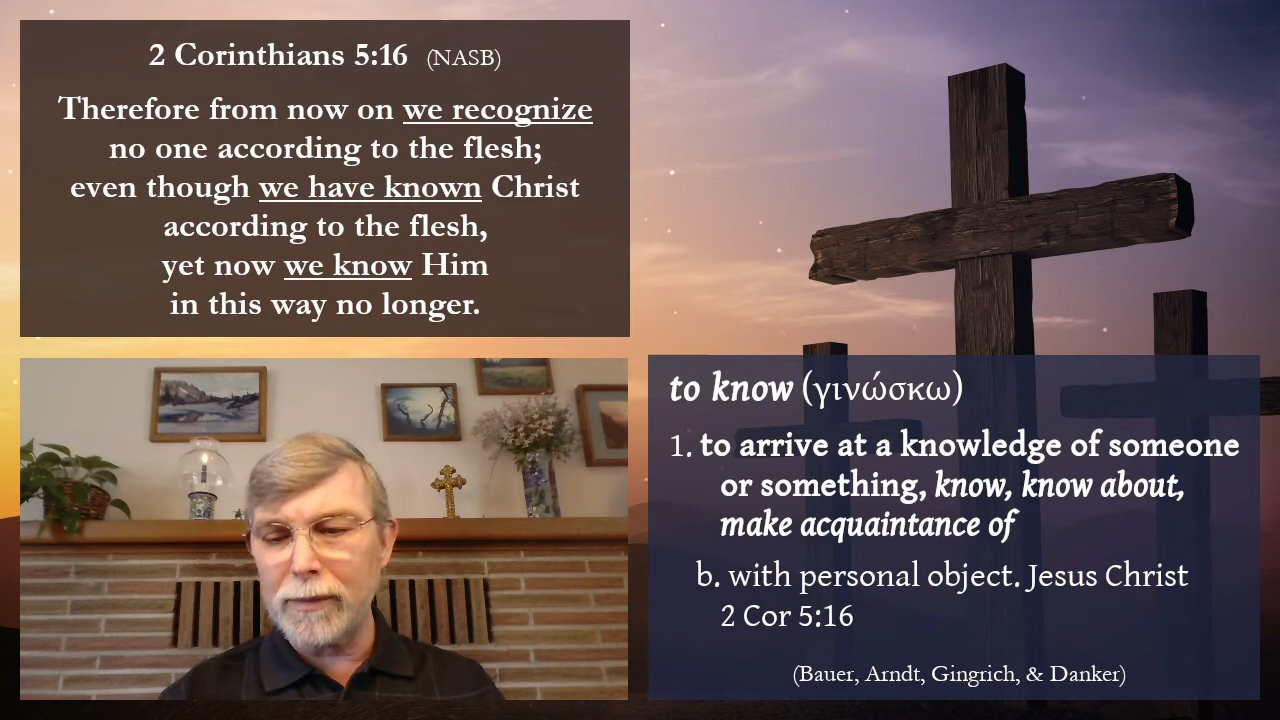 2 Corinthians 5:16 (NASB)
Therefore from now on we recognize
no one according to the flesh;
even though we have known Christ
according to the flesh,
yet now we know Him
in this way no longer.
to know (γινώσκω)
1. to arrive at a knowledge of someone
or something, know, know about,
make acquaintance of
b. with personal object. Jesus Christ
2 Cor 5:16
(Bauer, Arndt, Gingrich, & Danker)